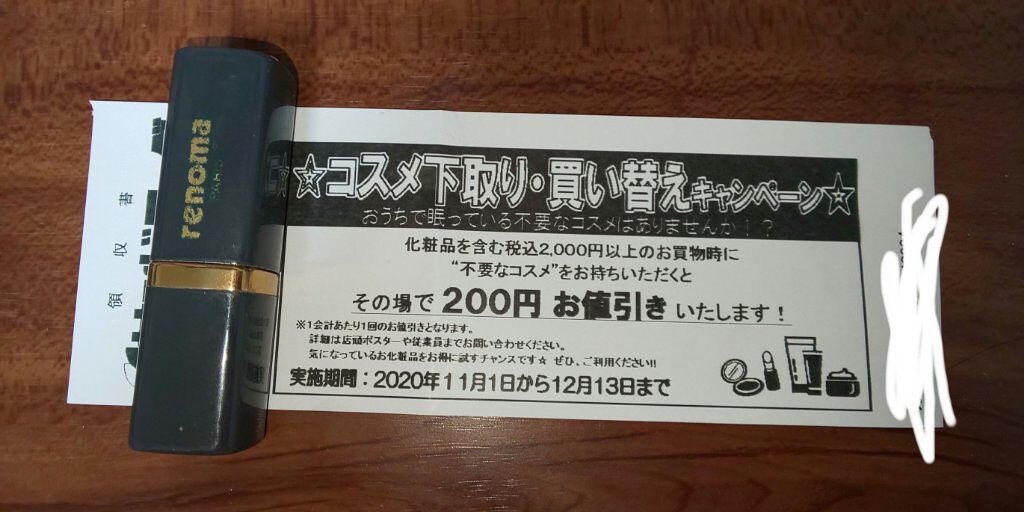 renoma
PARIS
領収書
☆コスメ下取り・買い替えキャンペーン☆
おうちで眠っている不要なコスメはありませんか！？
化粧品を含む税込2,000円以上のお買物時に
“不要なコスメ”をお持ちいただくと
その場で 200円 お値引き いたします！
※1会計あたり1回のお値引きとなります。
詳細は店頭ポスターや従業員までお問い合わせください。
気になっているお化粧品をお得に試すチャンスです☆ ぜひ、ご利用ください!!
実施期間：2020年11月1日から12月13日まで